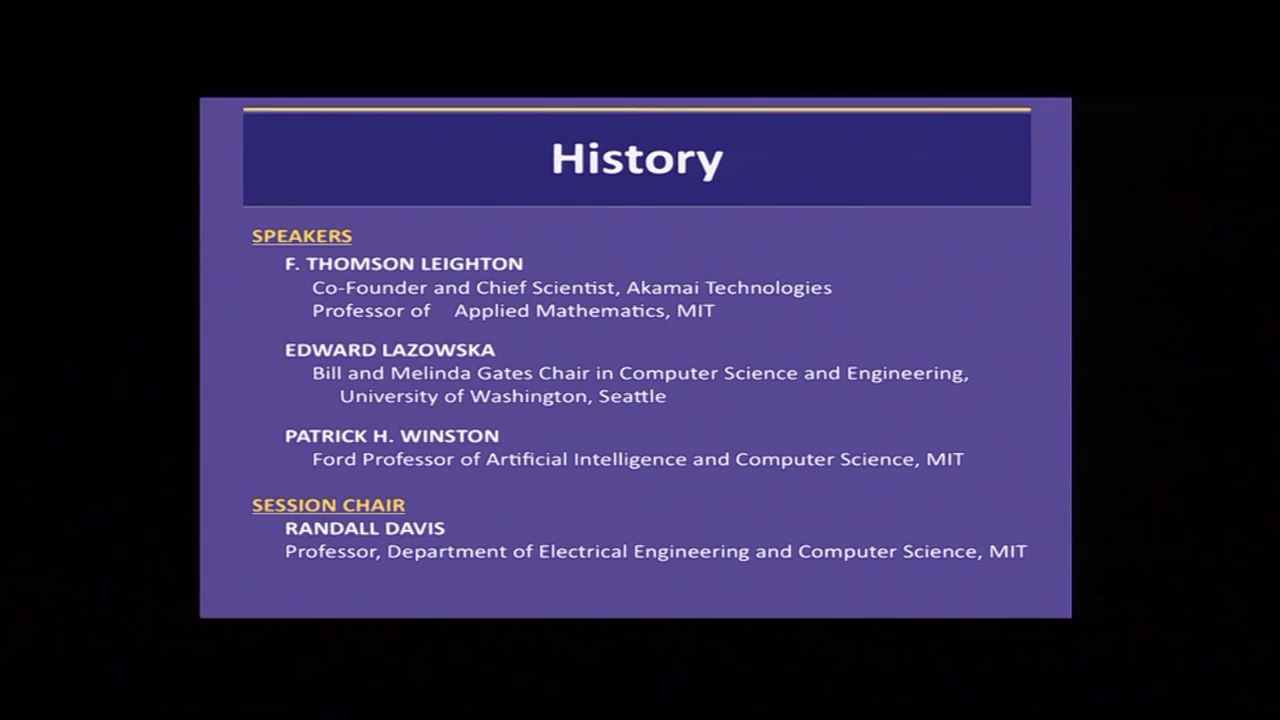 History
SPEAKERS
F. THOMSON LEIGHTON
Co-Founder and Chief Scientist, Akamai Technologies
Professor of Applied Mathematics, MIT
EDWARD LAZOWSKA
Bill and Melinda Gates Chair in Computer Science and Engineering,
University of Washington, Seattle
PATRICK H. WINSTON
Ford Professor of Artificial Intelligence and Computer Science, MIT
SESSION CHAIR
RANDALL DAVIS
Professor, Department of Electrical Engineering and Computer Science, MIT